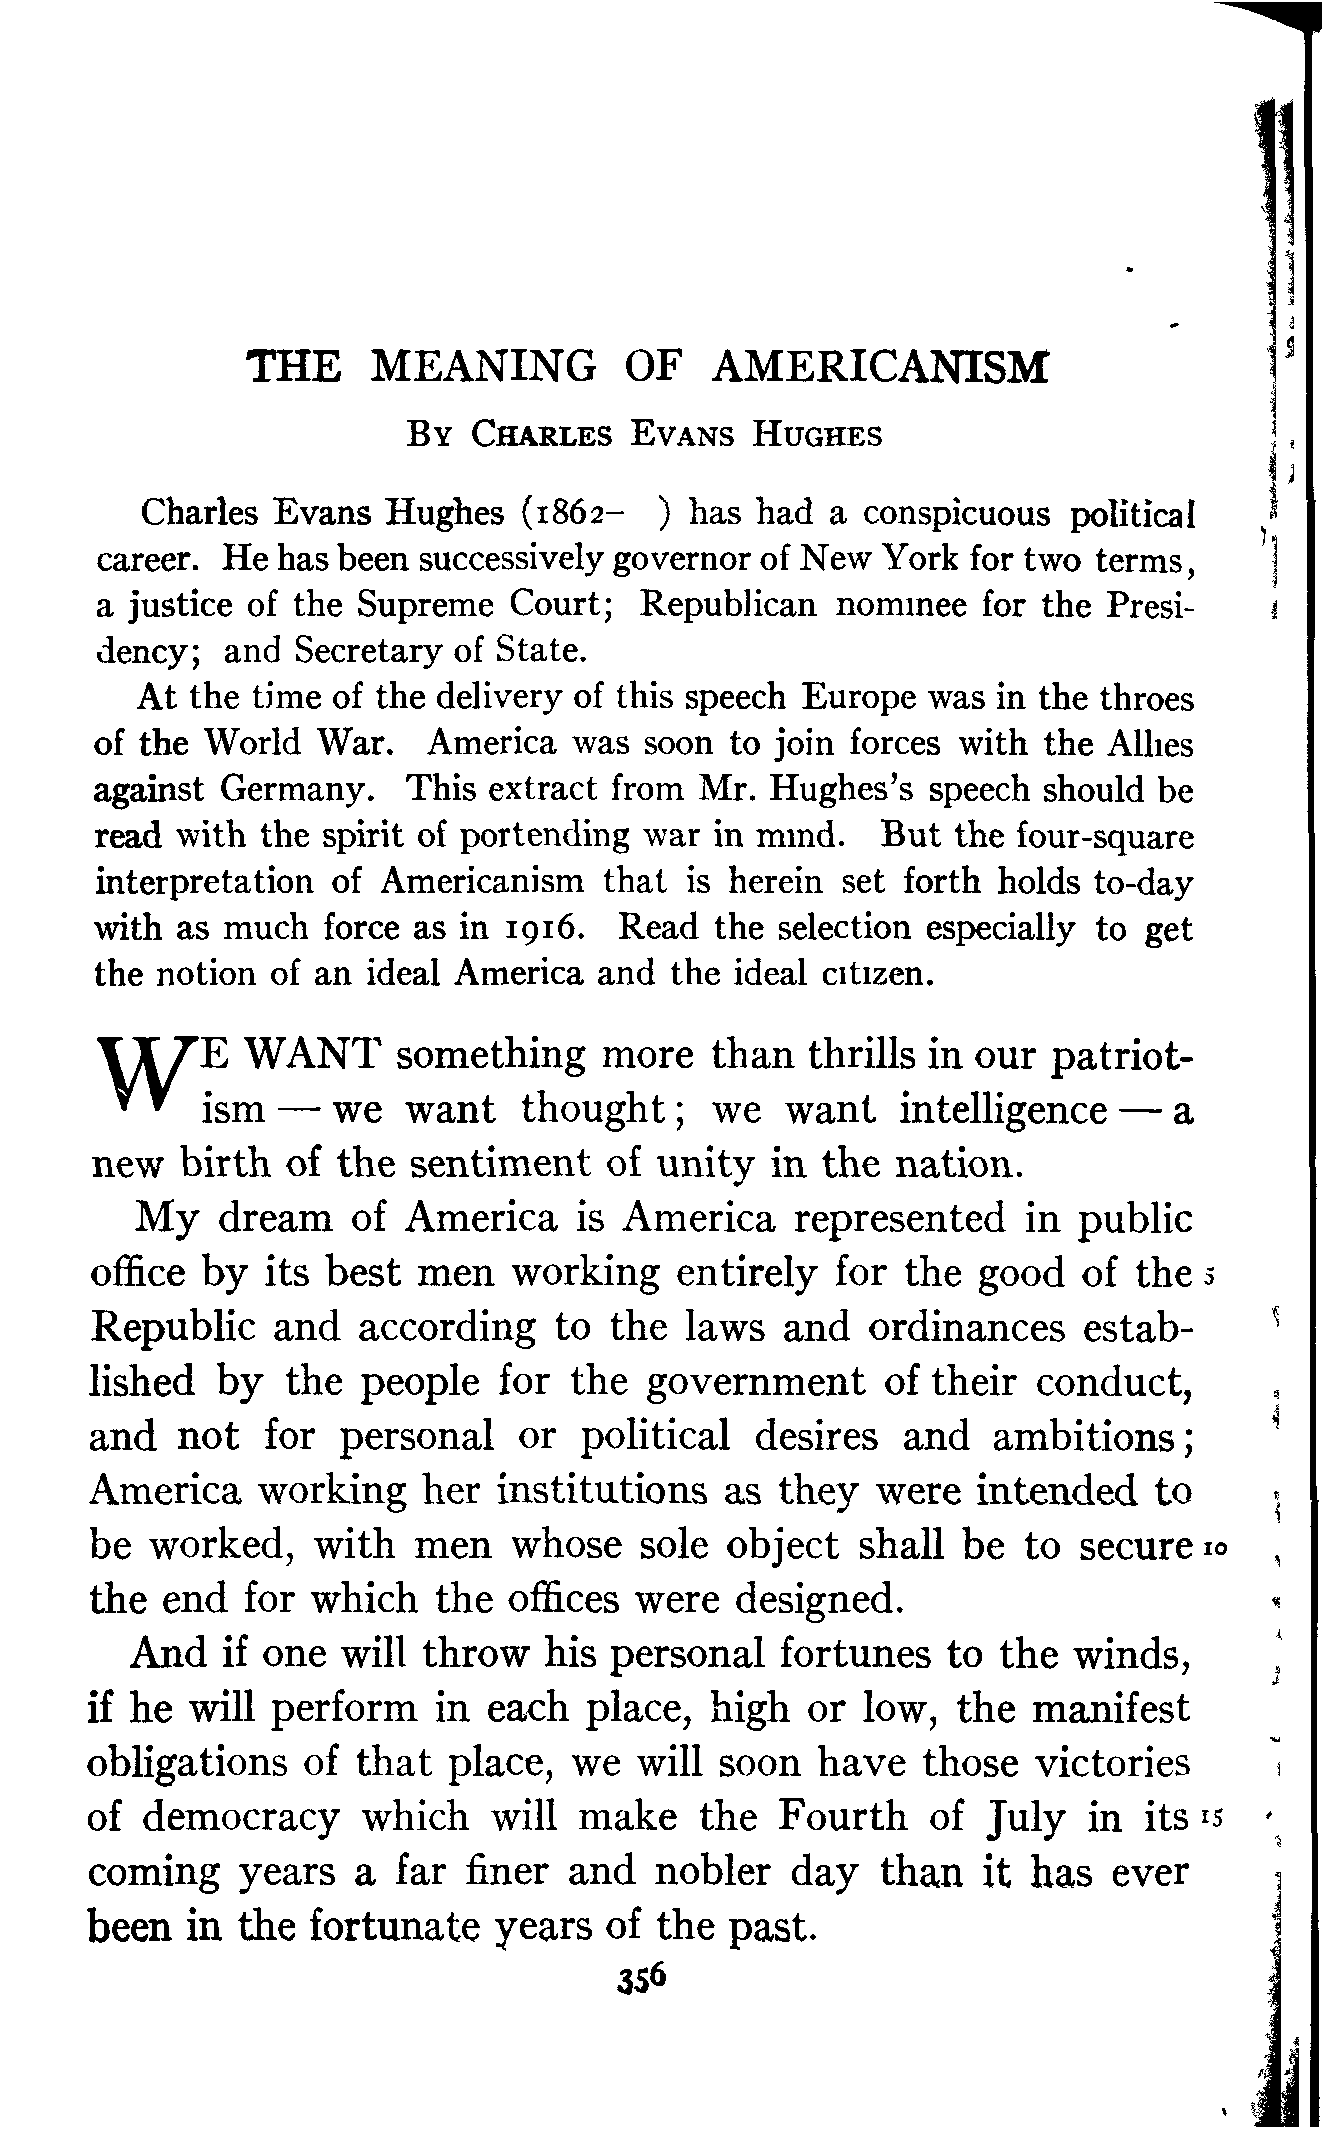 THE MEANING OF AMERICANISM
By Charles Evans Hughes
Charles Evans Hughes (1862–   ) has had a conspicuous political
career. He has been successively governor of New York for two terms,
a justice of the Supreme Court; Republican nominee for the Presi-
dency; and Secretary of State.
At the time of the delivery of this speech Europe was in the throes
of the World War. America was soon to join forces with the Allies
against Germany. This extract from Mr. Hughes's speech should be
read with the spirit of portending war in mind. But the four-square
interpretation of Americanism that is herein set forth holds to-day
with as much force as in 1916. Read the selection especially to get
the notion of an ideal America and the ideal citizen.
WE WANT something more than thrills in our patriot-
ism — we want thought; we want intelligence — a
new birth of the sentiment of unity in the nation.
My dream of America is America represented in public
office by its best men working entirely for the good of the 5
Republic and according to the laws and ordinances estab-
lished by the people for the government of their conduct,
and not for personal or political desires and ambitions;
America working her institutions as they were intended to
be worked, with men whose sole object shall be to secure 10
the end for which the offices were designed.
And if one will throw his personal fortunes to the winds,
if he will perform in each place, high or low, the manifest
obligations of that place, we will soon have those victories
of democracy which will make the Fourth of July in its 15
coming years a far finer and nobler day than it has ever
been in the fortunate years of the past.
356